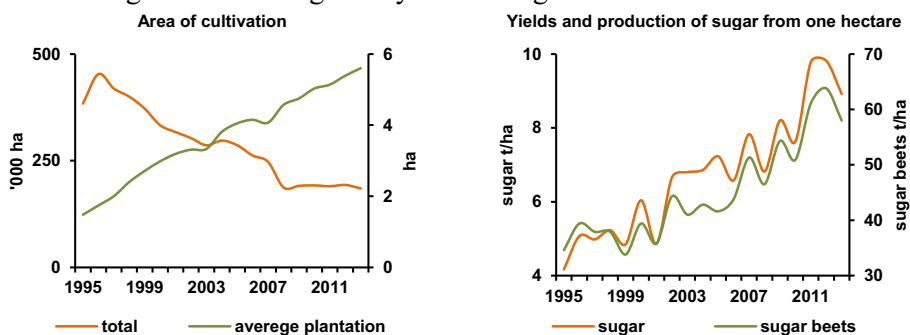 Area of cultivation
500
250
0
'000 ha
6
4
2
0
ha
1995 1999 2003 2007 2011
total averege plantation
Yields and production of sugar from one hectare
10
8
6
4
sugar t/ha
70
60
50
40
30
sugar beets t/ha
1995 1999 2003 2007 2011
sugar sugar beets